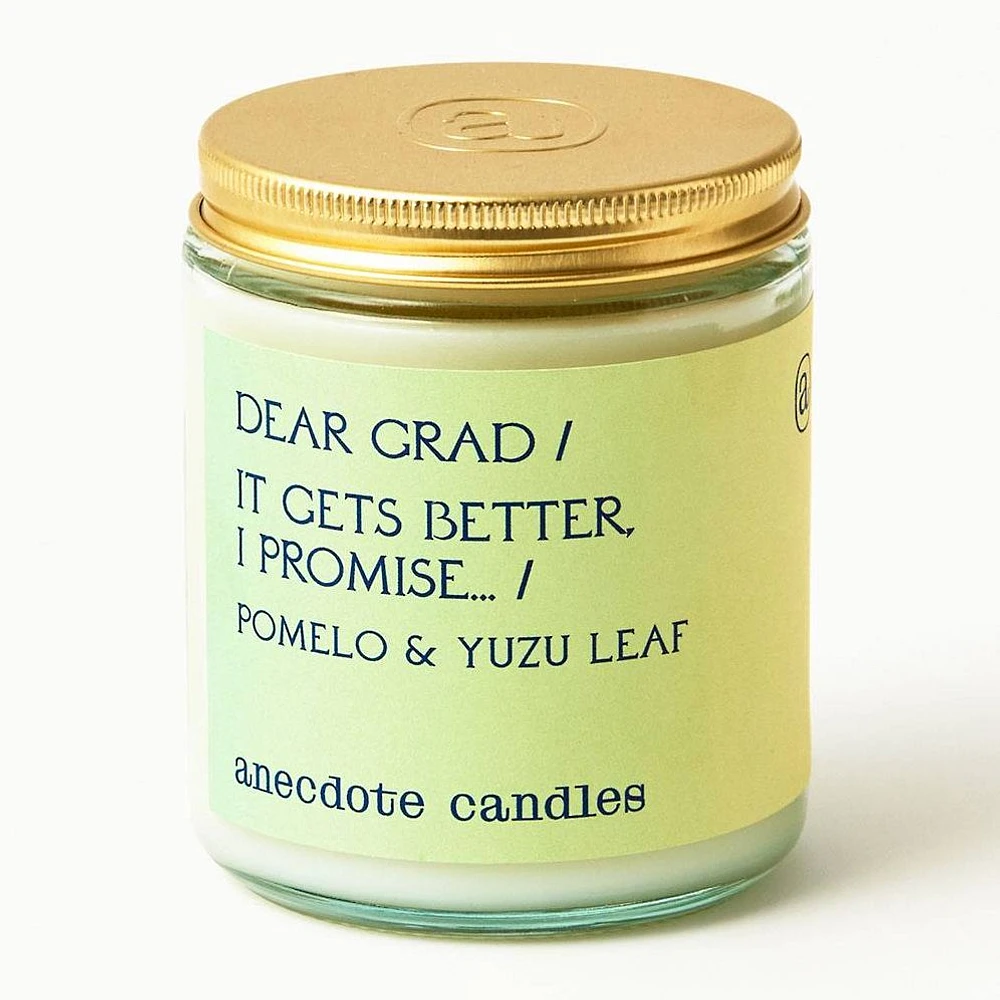 a
DEAR GRAD /
IT GETS BETTER,
I PROMISE... /
POMELO & YUZU LEAF
anecdote candles
a